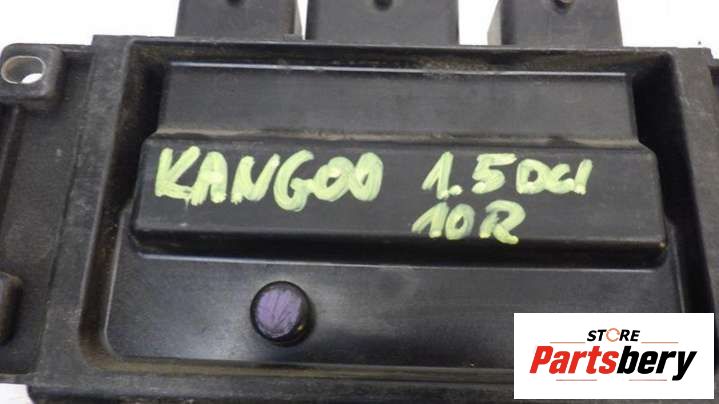 KANGOO 1.5DCI
10R
STORE
Partsbery